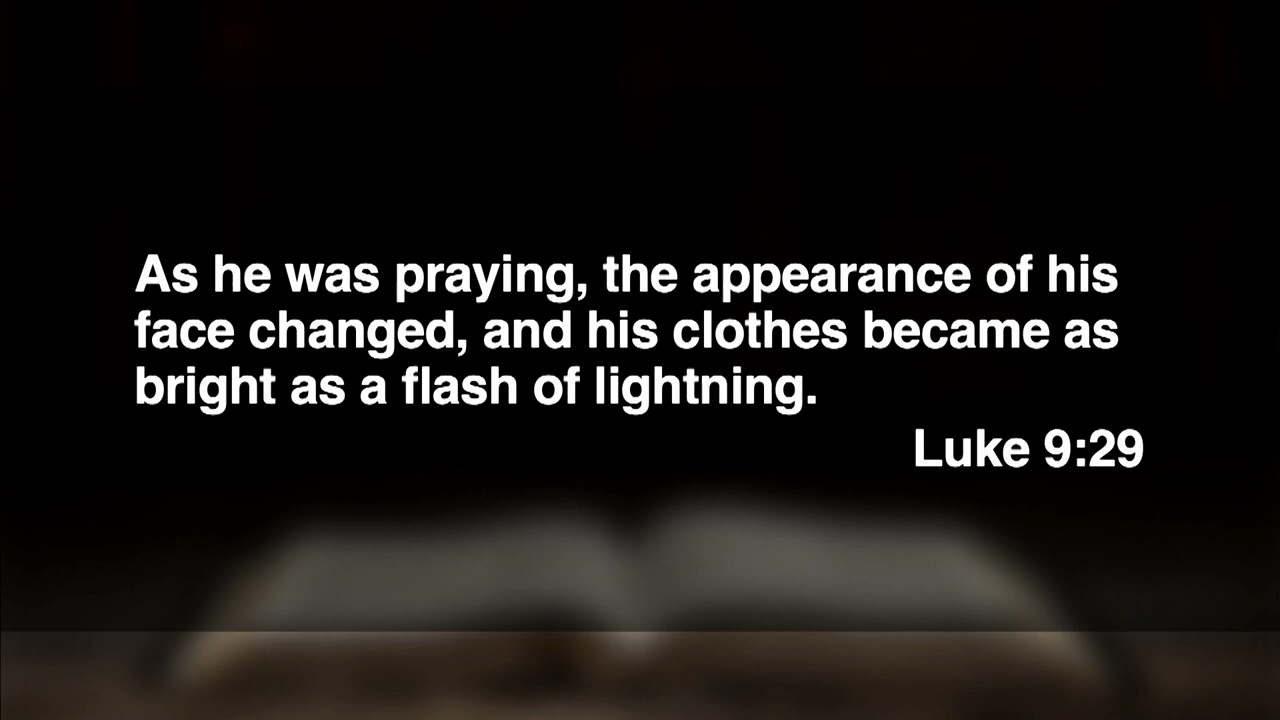 As he was praying, the appearance of his
face changed, and his clothes became as
bright as a flash of lightning.
Luke 9:29